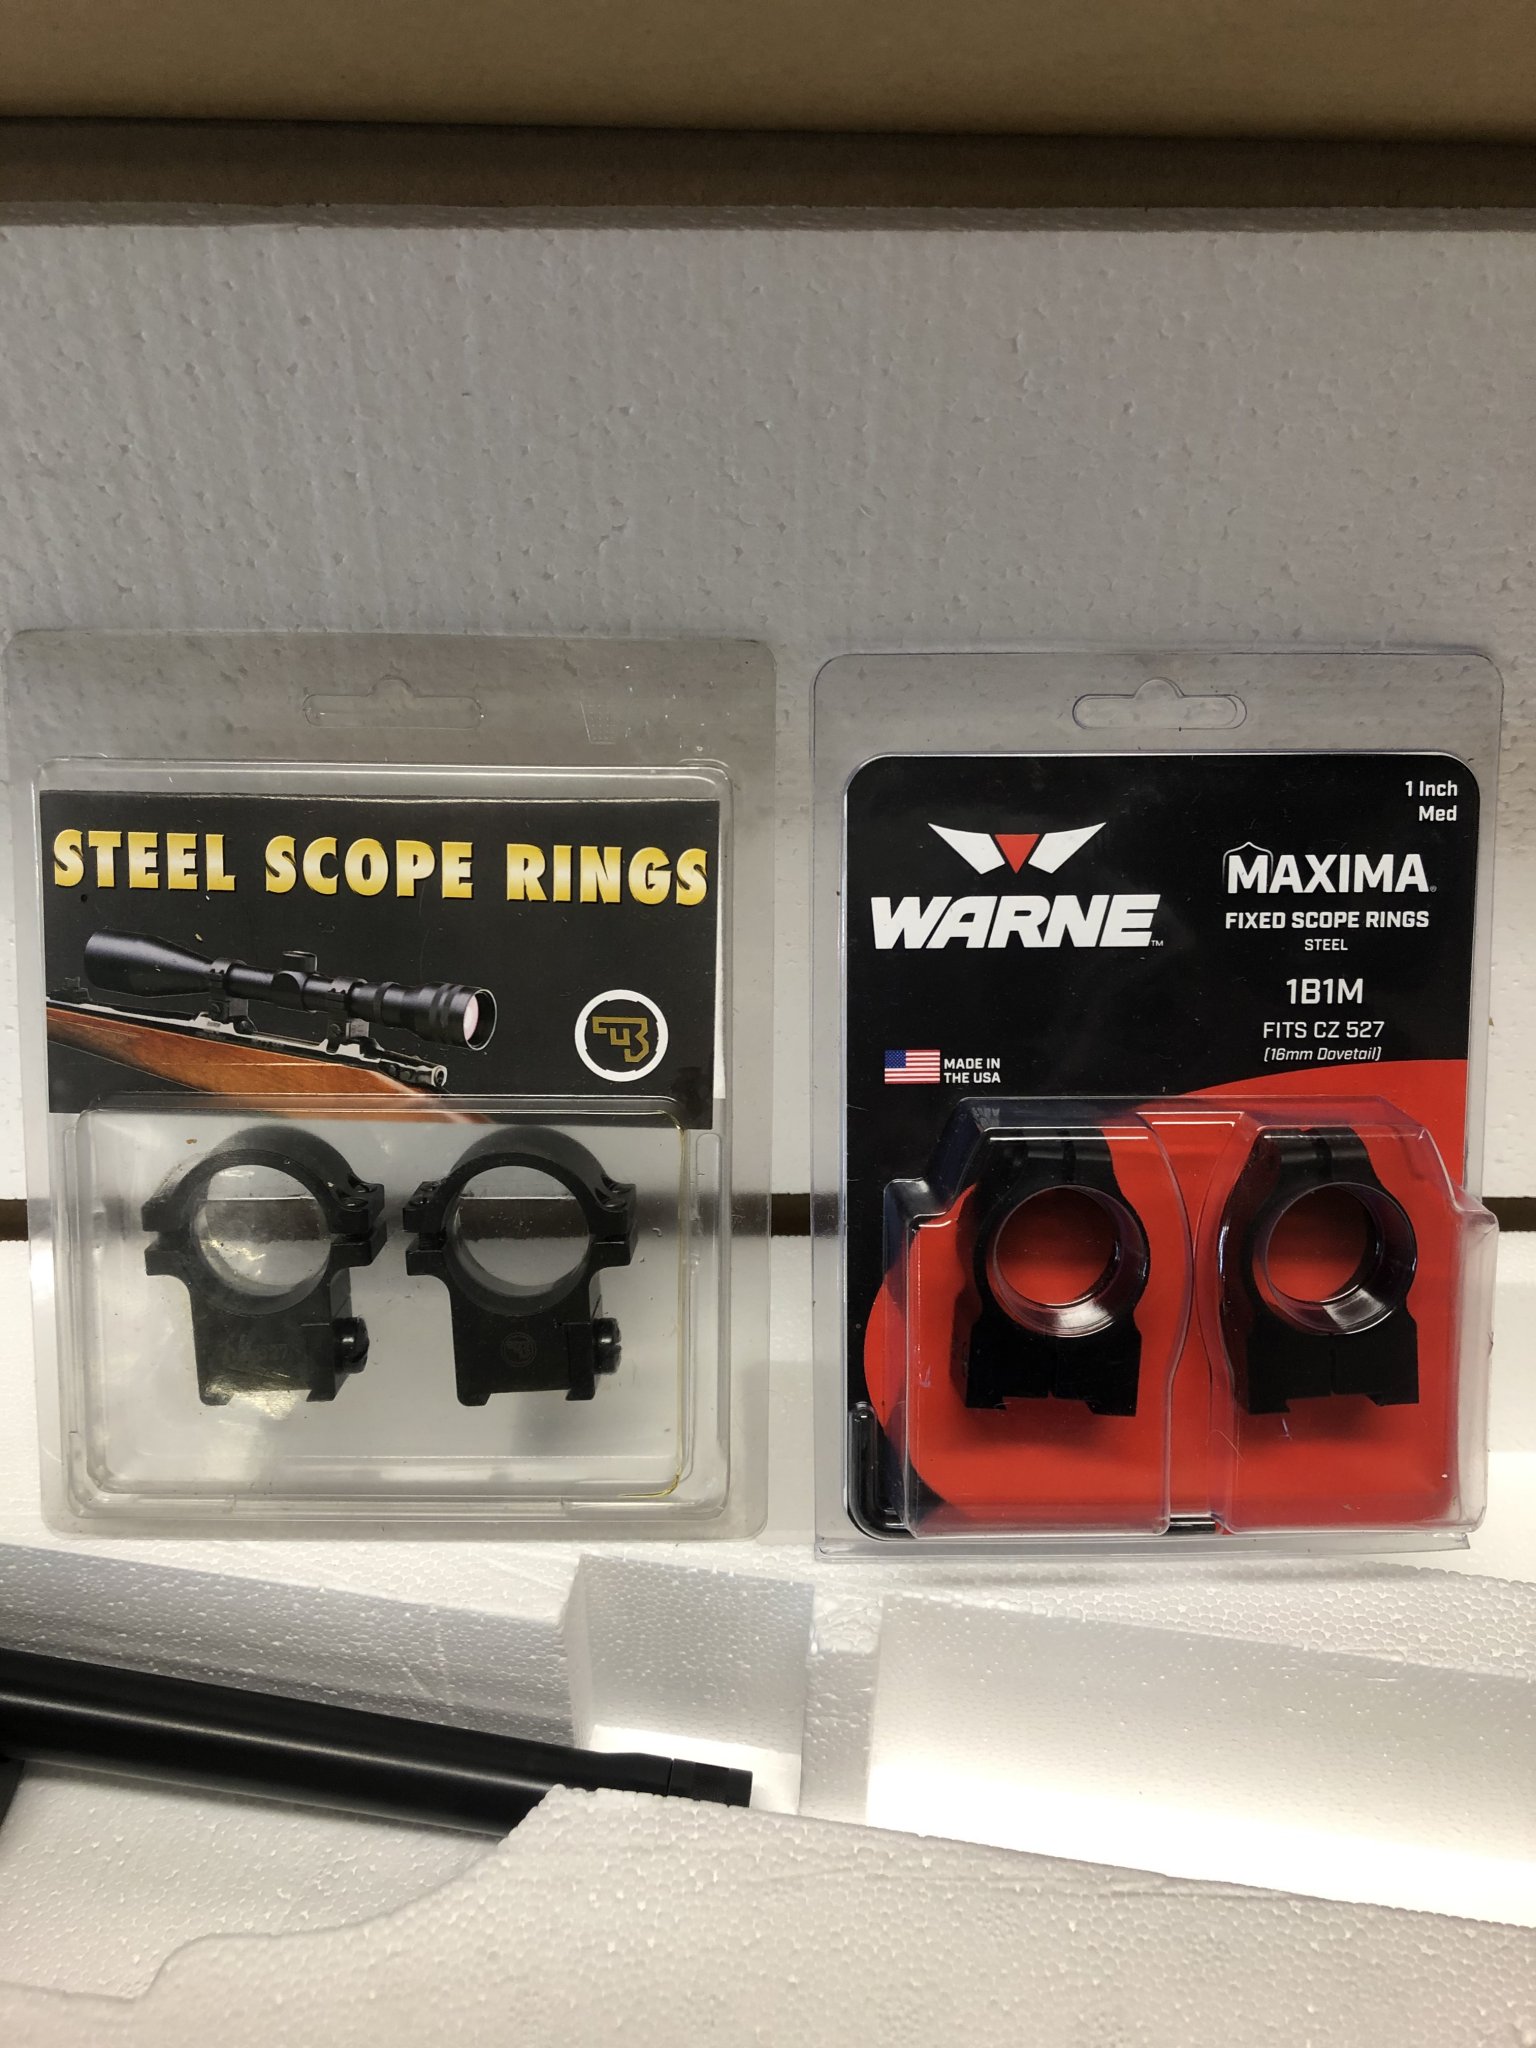 STEEL SCOPE RINGS
1 Inch
Med
WARNE™
MAXIMA®
FIXED SCOPE RINGS
STEEL
1B1M
FITS CZ 527
(16mm Dovetail)
MADE IN
THE USA